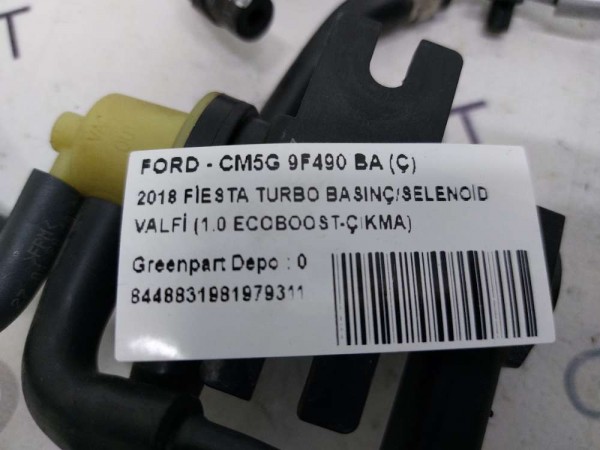 FORD - CM5G 9F490 BA (Ç)
2018 FİESTA TURBO BASINÇ/SELENOİD
VALFİ (1.0 ECOBOOST-ÇIKMA)
Greenpart Depo : 0
8448831981979311